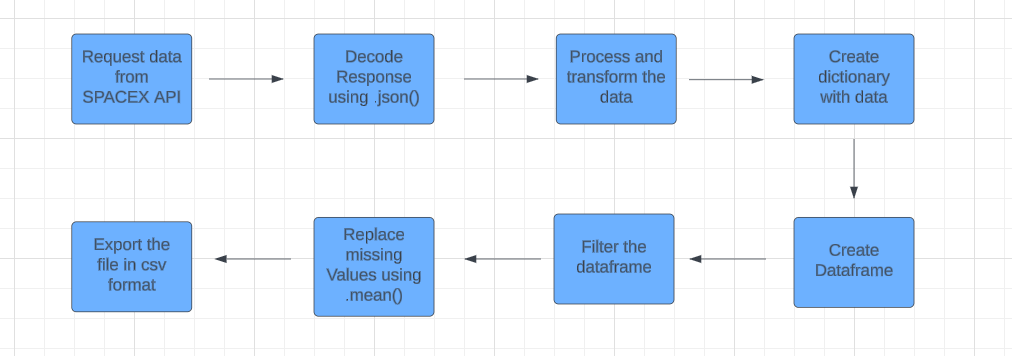 Request data
from
SPACEX API
Decode
Response
using .json()
Process and
transform the
data
Create
dictionary
with data
Create
Dataframe
Filter the
dataframe
Replace
missing
Values using
.mean()
Export the
file in csv
format